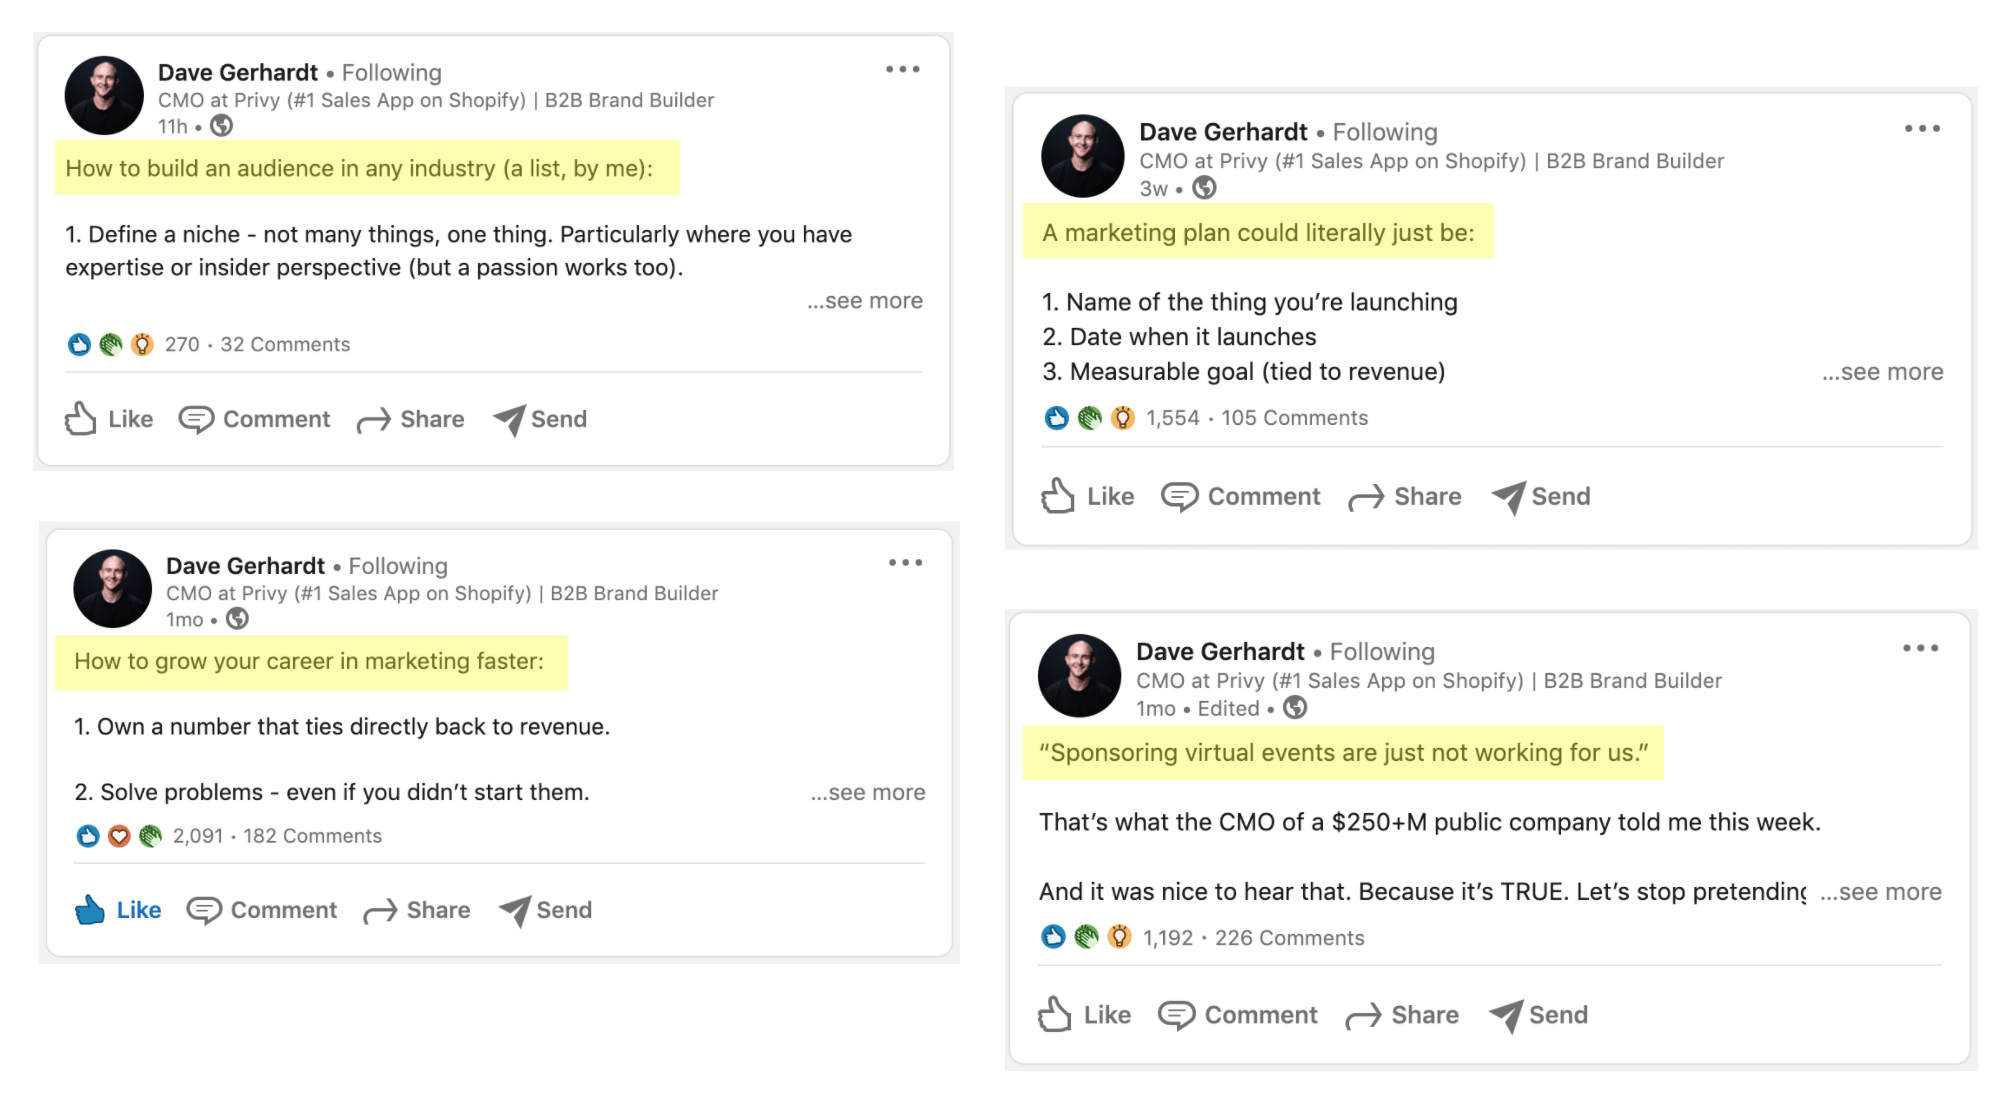 Dave Gerhardt • Following
CMO at Privy (#1 Sales App on Shopify) | B2B Brand Builder
11h •
How to build an audience in any industry (a list, by me):
1. Define a niche - not many things, one thing. Particularly where you have
expertise or insider perspective (but a passion works too).
...see more
270 · 32 Comments
Like Comment Share Send
Dave Gerhardt • Following
CMO at Privy (#1 Sales App on Shopify) | B2B Brand Builder
1mo •
How to grow your career in marketing faster:
1. Own a number that ties directly back to revenue.
2. Solve problems - even if you didn’t start them. ...see more
2,091 · 182 Comments
Like Comment Share Send
Dave Gerhardt • Following
CMO at Privy (#1 Sales App on Shopify) | B2B Brand Builder
3w •
A marketing plan could literally just be:
1. Name of the thing you’re launching
2. Date when it launches
3. Measurable goal (tied to revenue) ...see more
1,554 · 105 Comments
Like Comment Share Send
Dave Gerhardt • Following
CMO at Privy (#1 Sales App on Shopify) | B2B Brand Builder
1mo • Edited •
“Sponsoring virtual events are just not working for us.”
That’s what the CMO of a $250+M public company told me this week.
And it was nice to hear that. Because it’s TRUE. Let’s stop pretending ...see more
1,192 · 226 Comments
Like Comment Share Send